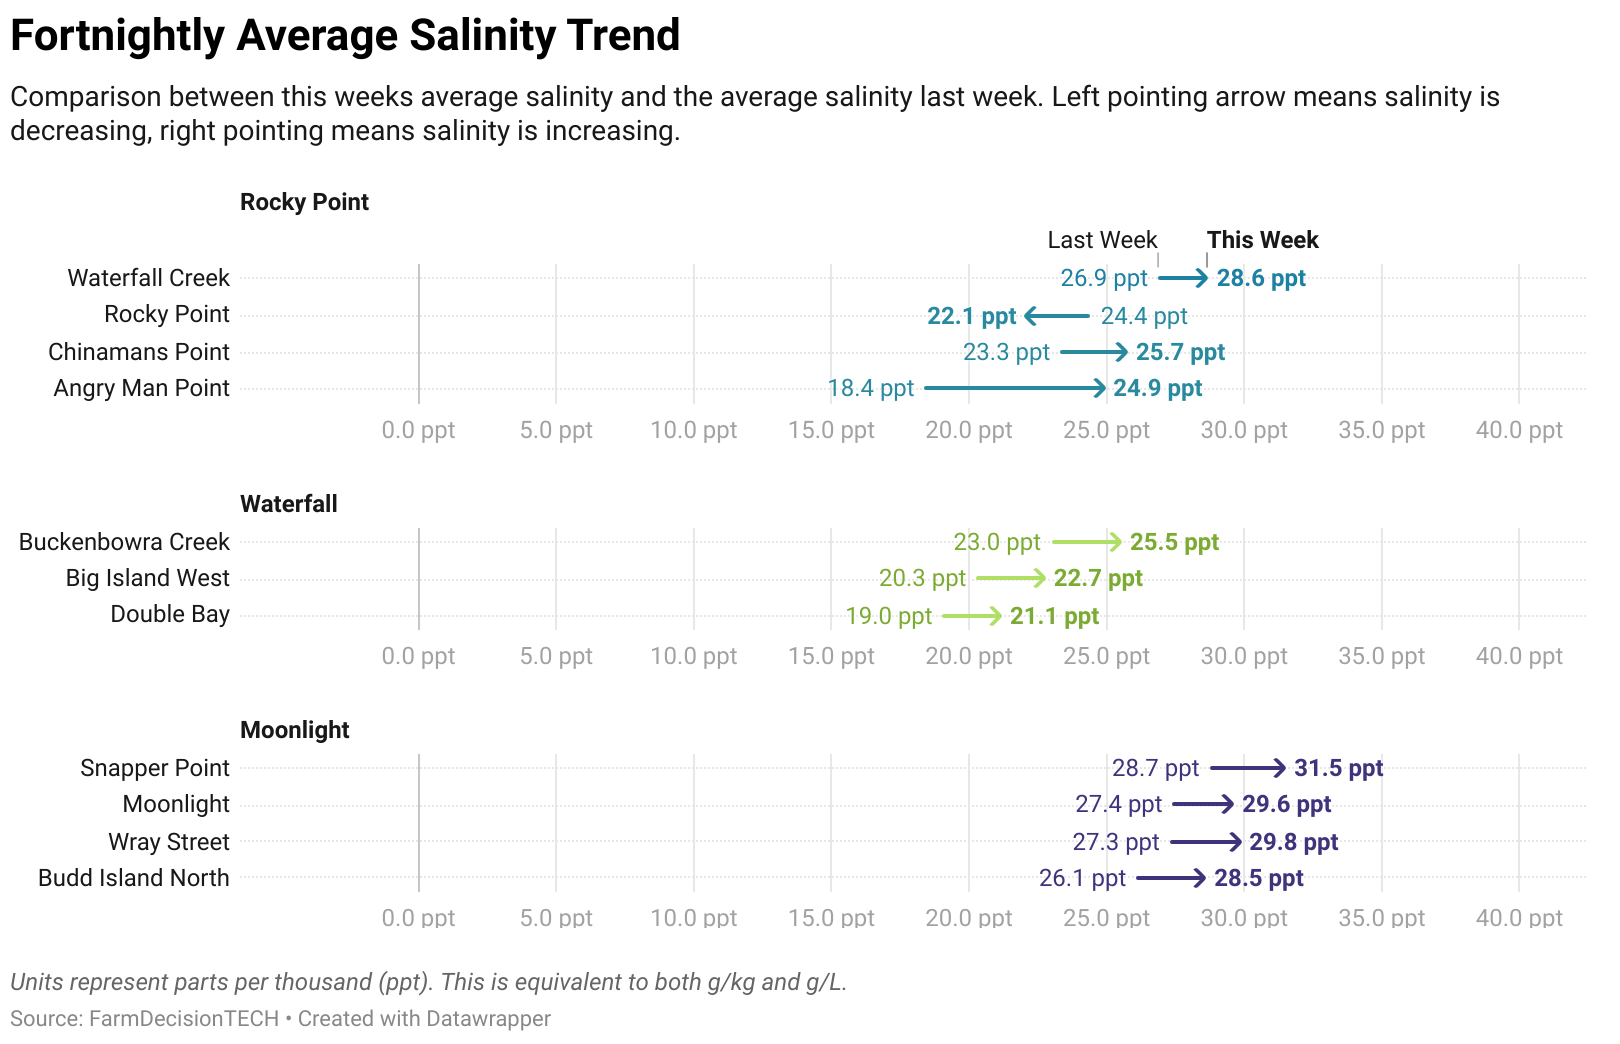 Fortnightly Average Salinity Trend
Comparison between this weeks average salinity and the average salinity last week. Left pointing arrow means salinity is
decreasing, right pointing means salinity is increasing.
Rocky Point
Last Week This Week
Waterfall Creek 26.9 ppt 28.6 ppt
Rocky Point 22.1 ppt 24.4 ppt
Chinamans Point 23.3 ppt 25.7 ppt
Angry Man Point 18.4 ppt 24.9 ppt
0.0 ppt 5.0 ppt 10.0 ppt 15.0 ppt 20.0 ppt 25.0 ppt 30.0 ppt 35.0 ppt 40.0 ppt
Waterfall
Buckenbowra Creek 23.0 ppt 25.5 ppt
Big Island West 20.3 ppt 22.7 ppt
Double Bay 19.0 ppt 21.1 ppt
0.0 ppt 5.0 ppt 10.0 ppt 15.0 ppt 20.0 ppt 25.0 ppt 30.0 ppt 35.0 ppt 40.0 ppt
Moonlight
Snapper Point 28.7 ppt 31.5 ppt
Moonlight 27.4 ppt 29.6 ppt
Wray Street 27.3 ppt 29.8 ppt
Budd Island North 26.1 ppt 28.5 ppt
0.0 ppt 5.0 ppt 10.0 ppt 15.0 ppt 20.0 ppt 25.0 ppt 30.0 ppt 35.0 ppt 40.0 ppt
Units represent parts per thousand (ppt). This is equivalent to both g/kg and g/L.
Source: FarmDecisionTECH • Created with Datawrapper